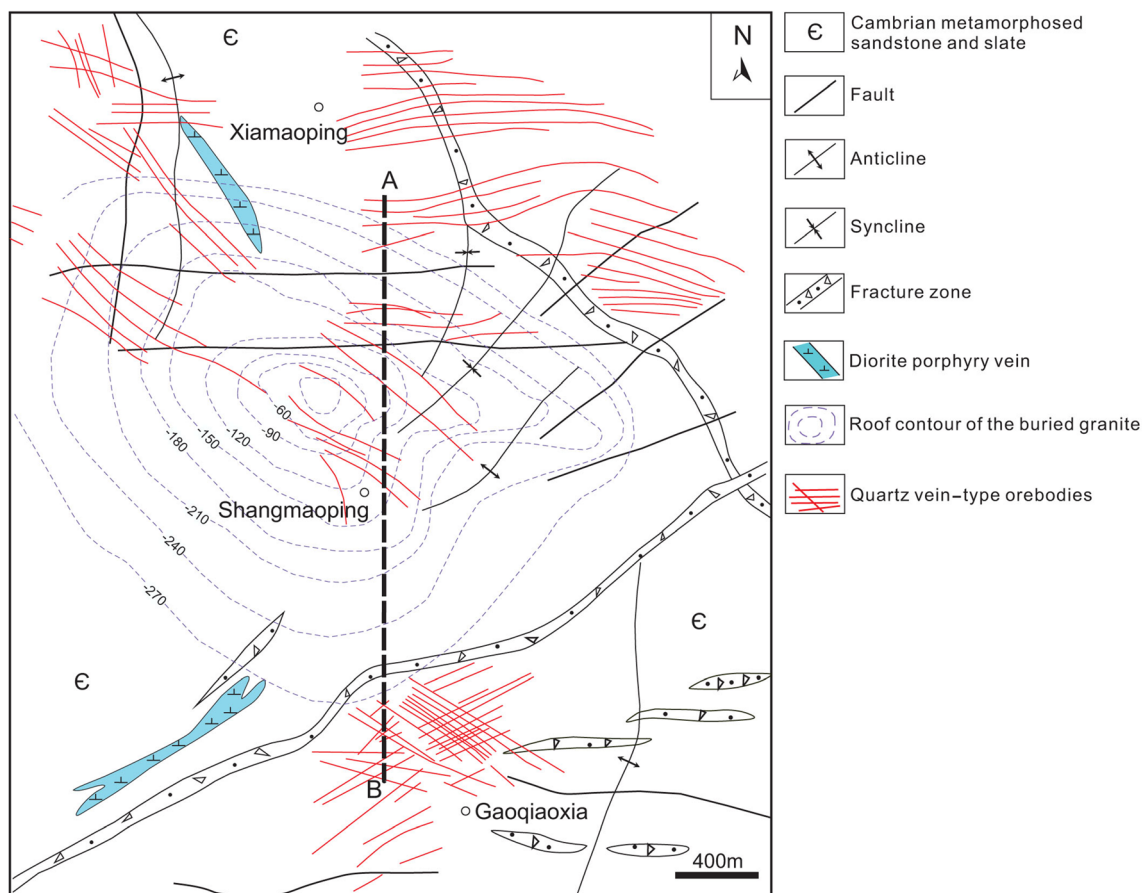 Є
N
Xiamaoping
A
-60
-90
-120
-150
-180
-210
-240
-270
Shangmaoping
Є
Є
B
Gaoqiaoxia
400m
Є
Cambrian metamorphosed
sandstone and slate
Fault
Anticline
Syncline
Fracture zone
Diorite porphyry vein
Roof contour of the buried granite
Quartz vein-type orebodies